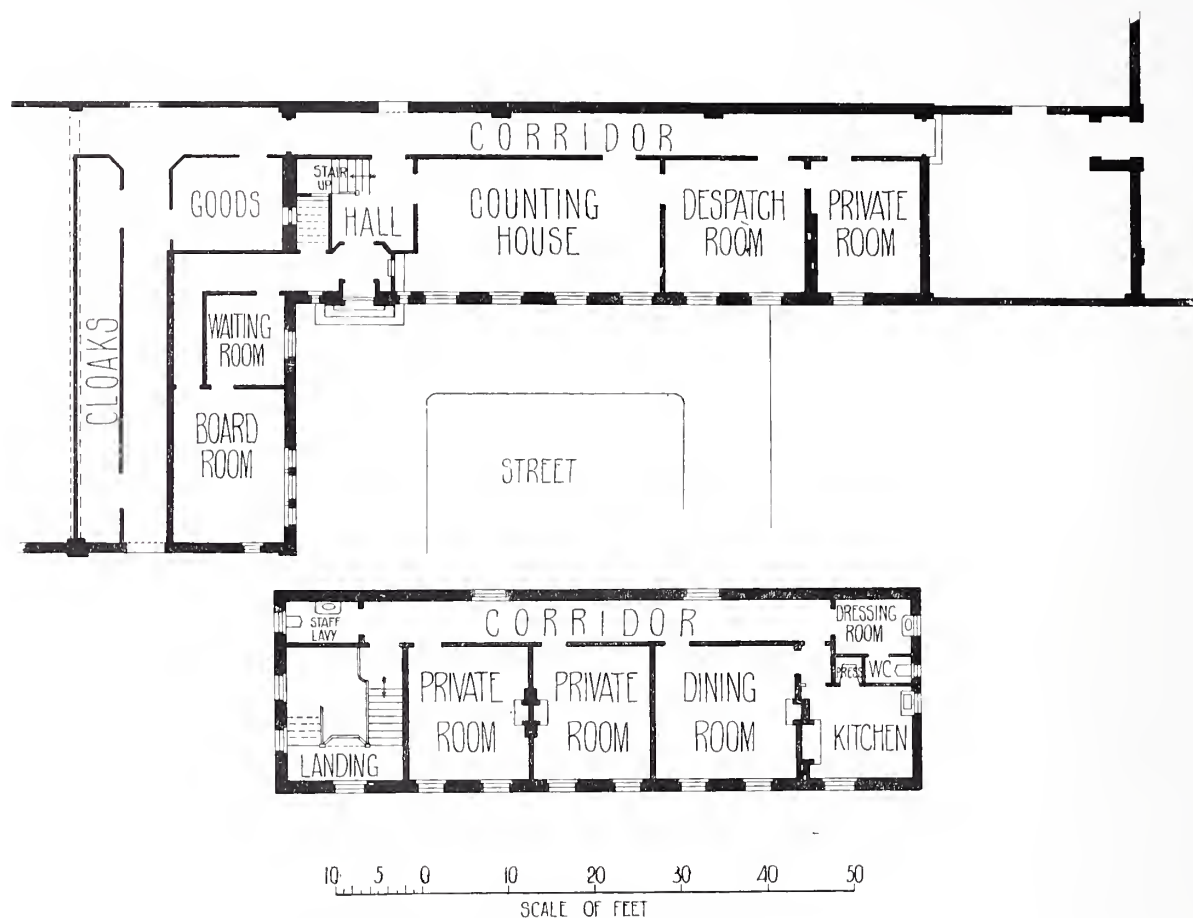 CORRIDOR
STAIR
UP
GOODS
HALL
COUNTING
HOUSE
DESPATCH
ROOM
PRIVATE
ROOM
CLOAKS
WAITING
ROOM
BOARD
ROOM
STREET
STAFF
LAVY
CORRIDOR
DRESSING
ROOM
PRESS
WC
PRIVATE
ROOM
PRIVATE
ROOM
DINING
ROOM
KITCHEN
LANDING
10 5 0 10 20 30 40 50
SCALE OF FEET